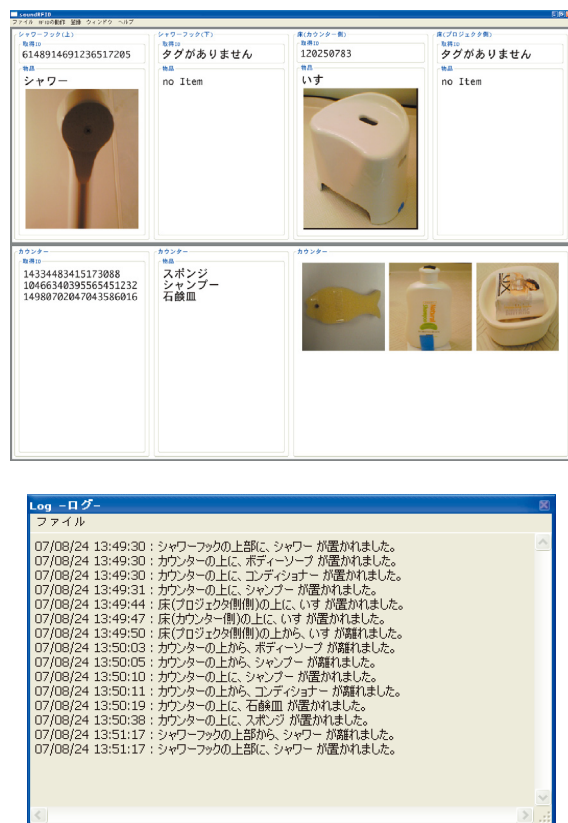 soundRFID
ファイル RFIDの動作 登録 ウィンドウ ヘルプ
シャワーフック(上)
取得ID
6148914691236517205
物品
シャワー
シャワーフック(下)
取得ID
タグがありません
物品
no Item
床(カウンター側)
取得ID
120250783
物品
いす
床(プロジェクタ側)
取得ID
タグがありません
物品
no Item
カウンター
取得ID
14334483415173088
10466340395565451232
14980702047043586016
カウンター
物品
スポンジ
シャンプー
石鹸皿
カウンター
Log -ログ-
ファイル
07/08/24 13:49:30 : シャワーフックの上部に、シャワー が置かれました。
07/08/24 13:49:30 : カウンターの上に、ボディーソープ が置かれました。
07/08/24 13:49:30 : カウンターの上に、コンディショナー が置かれました。
07/08/24 13:49:31 : カウンターの上に、シャンプー が置かれました。
07/08/24 13:49:44 : 床(プロジェクタ側側)の上に、いす が置かれました。
07/08/24 13:49:47 : 床(カウンター側)の上に、いす が置かれました。
07/08/24 13:49:50 : 床(プロジェクタ側側)の上から、いす が離れました。
07/08/24 13:50:03 : カウンターの上から、ボディーソープ が離れました。
07/08/24 13:50:05 : カウンターの上から、シャンプー が離れました。
07/08/24 13:50:10 : カウンターの上に、シャンプー が置かれました。
07/08/24 13:50:11 : カウンターの上から、コンディショナー が離れました。
07/08/24 13:50:19 : カウンターの上に、石鹸皿 が置かれました。
07/08/24 13:50:38 : カウンターの上に、スポンジ が置かれました。
07/08/24 13:51:17 : シャワーフックの上部から、シャワー が離れました。
07/08/24 13:51:17 : シャワーフックの上部に、シャワー が置かれました。